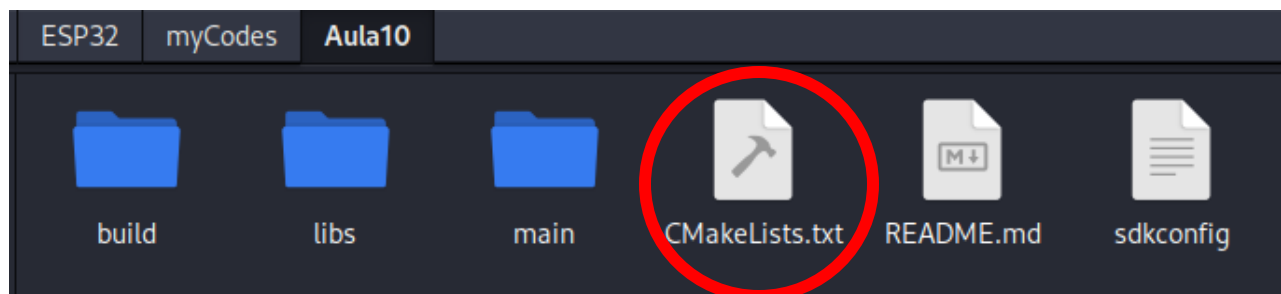 ESP32 myCodes Aula10
M↓
build libs main CMakeLists.txt README.md sdkconfig